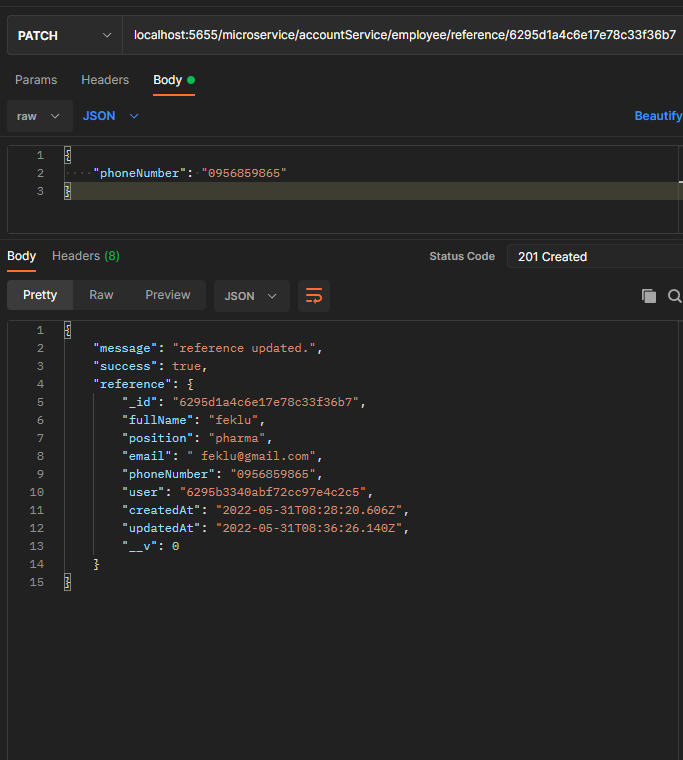 PATCH localhost:5655/microservice/accountService/employee/reference/6295d1a4c6e17e78c33f36b7
Params Headers Body
raw JSON Beautify
1 {
2 "phoneNumber": "0956859865"
3 }
Body Headers (8) Status Code 201 Created
Pretty Raw Preview JSON
1 {
2 "message": "reference updated.",
3 "success": true,
4 "reference": {
5 "_id": "6295d1a4c6e17e78c33f36b7",
6 "fullName": "feklu",
7 "position": "pharma",
8 "email": " feklu@gmail.com",
9 "phoneNumber": "0956859865",
10 "user": "6295b3340abf72cc97e4c2c5",
11 "createdAt": "2022-05-31T08:28:20.606Z",
12 "updatedAt": "2022-05-31T08:36:26.140Z",
13 "__v": 0
14 }
15 }